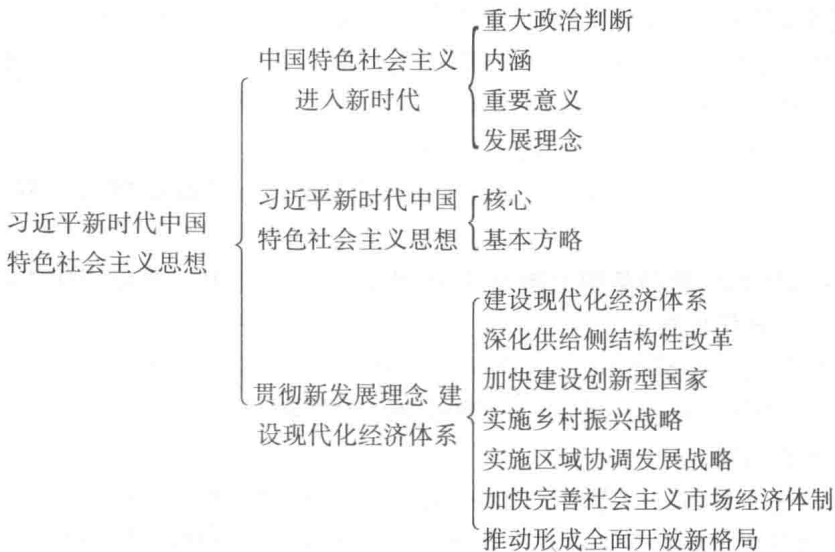 习近平新时代中国
特色社会主义思想
中国特色社会主义
进入新时代
重大政治判断
内涵
重要意义
发展理念
习近平新时代中国
特色社会主义思想
核心
基本方略
贯彻新发展理念 建
设现代化经济体系
建设现代化经济体系
深化供给侧结构性改革
加快建设创新型国家
实施乡村振兴战略
实施区域协调发展战略
加快完善社会主义市场经济体制
推动形成全面开放新格局